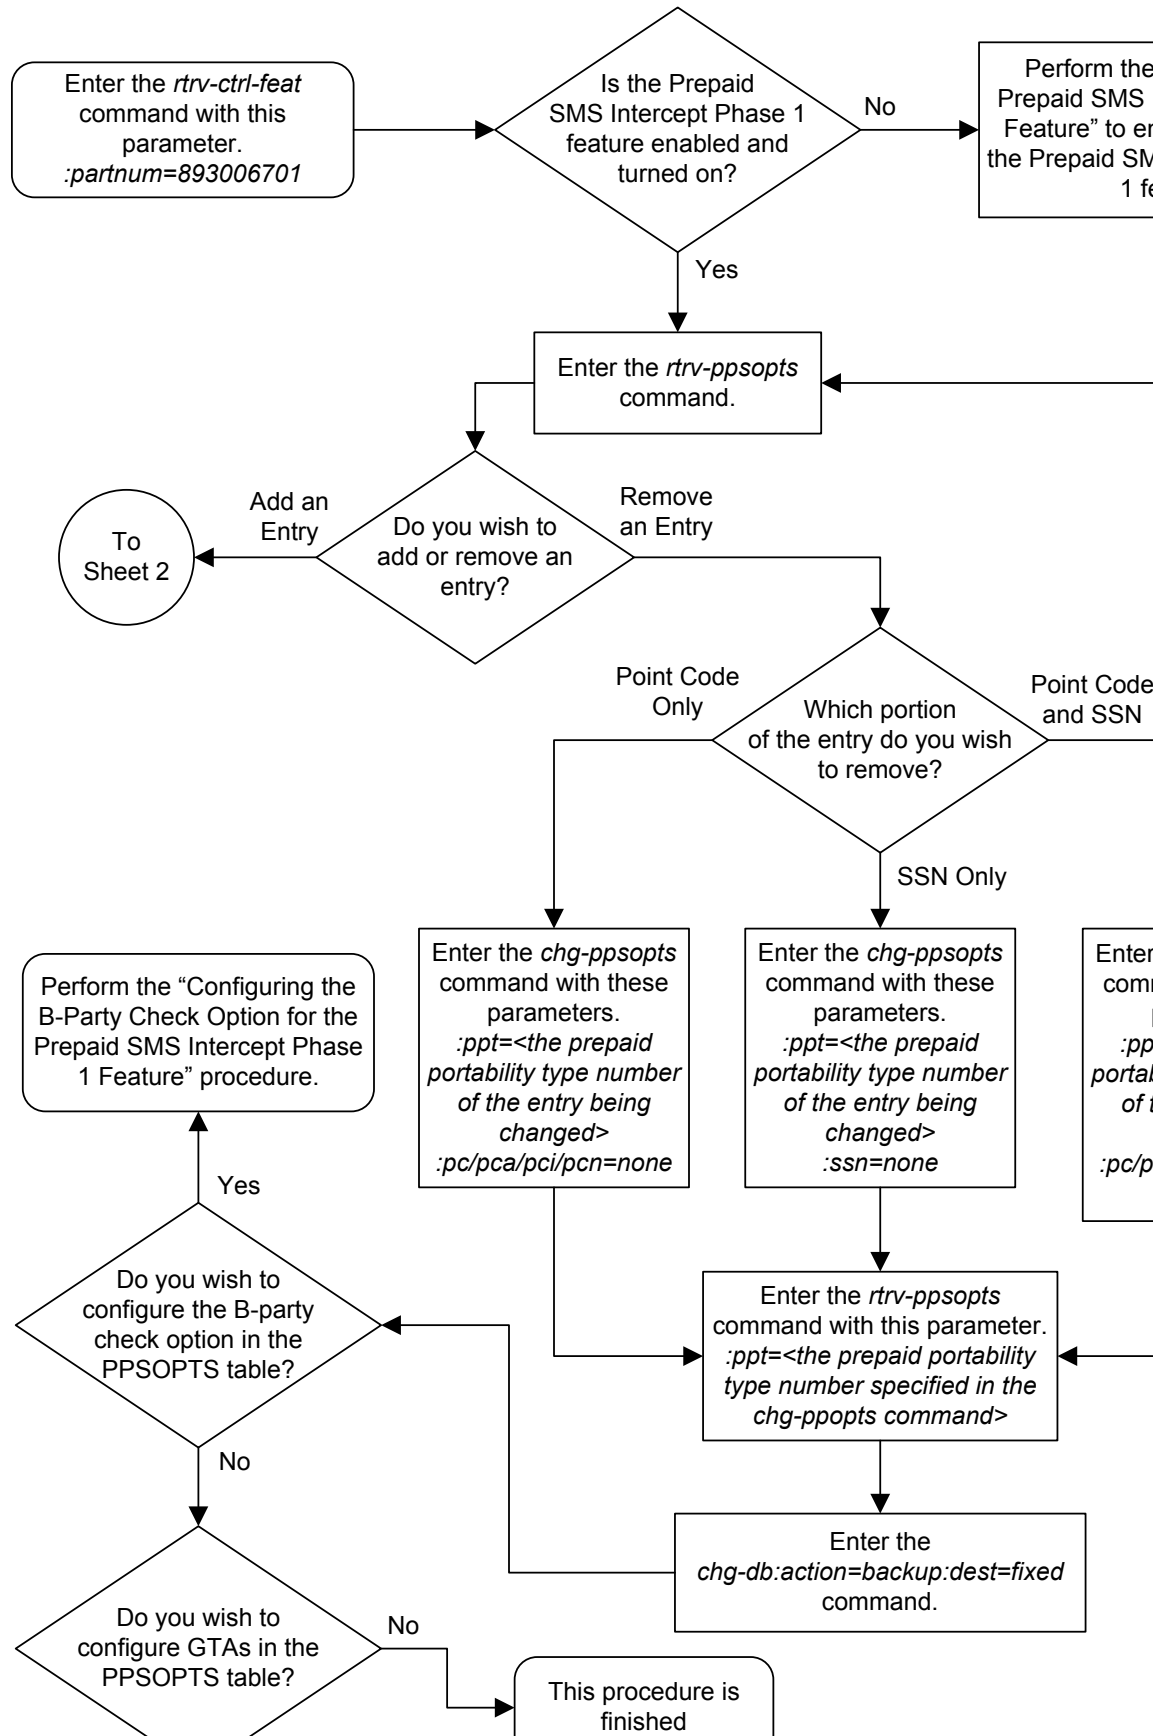 Enter the rtrv-ctrl-feat
command with this
parameter.
:partnum=893006701
Is the Prepaid
SMS Intercept Phase 1
feature enabled and
turned on?
No
Perform the
Prepaid SMS
Feature” to
the Prepaid
1
Yes
Enter the rtrv-ppsopts
command.
Add an
Entry
Remove
an Entry
To
Sheet 2
Do you wish to
add or remove an
entry?
Point Code
Only
Point Code
and SSN
Which portion
of the entry do you wish
to remove?
SSN Only
Enter the chg-ppsopts
command with these
parameters.
:ppt=<the prepaid
portability type number
of the entry being
changed>
:pc/pca/pci/pcn=none
Enter the chg-ppsopts
command with these
parameters.
:ppt=<the prepaid
portability type number
of the entry being
changed>
:ssn=none
Enter
of
Perform the “Configuring the
B-Party Check Option for the
Prepaid SMS Intercept Phase
1 Feature” procedure.
Yes
Do you wish to
configure the B-party
check option in the
PPSOPTS table?
Enter the rtrv-ppsopts
command with this parameter.
:ppt=<the prepaid portability
type number specified in the
chg-ppopts command>
No
Enter the
chg-db:action=backup:dest=fixed
command.
Do you wish to
configure GTAs in the
PPSOPTS table?
No
This procedure is
finished